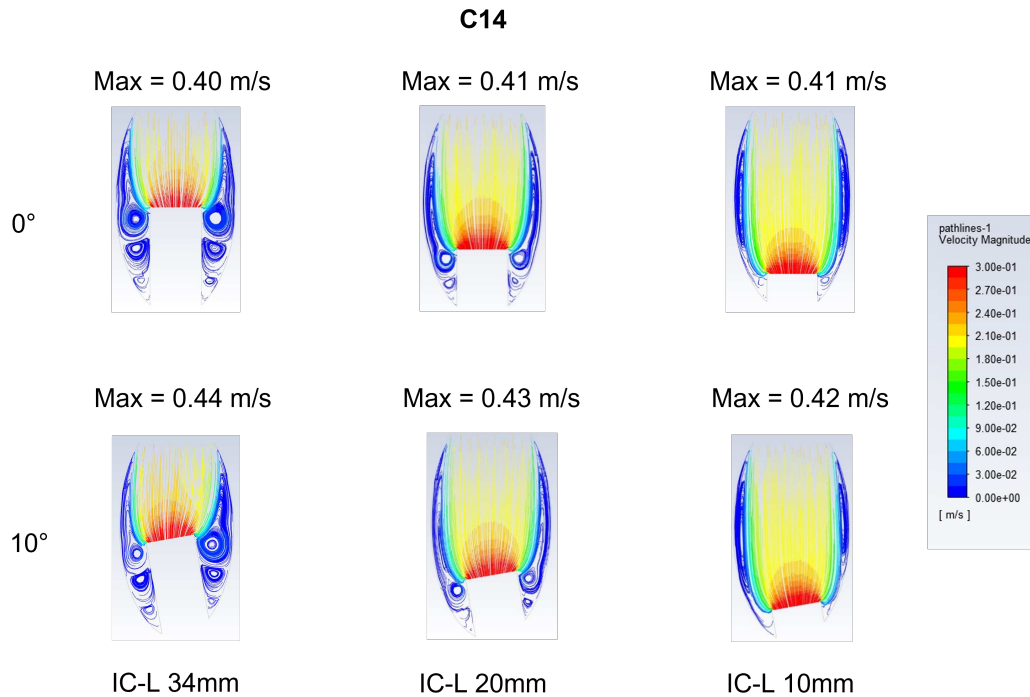 C14
Max = 0.40 m/s
Max = 0.41 m/s
Max = 0.41 m/s
0°
pathlines-1
Velocity Magnitude
3.00e-01
2.70e-01
2.40e-01
2.10e-01
1.80e-01
1.50e-01
1.20e-01
9.00e-02
6.00e-02
3.00e-02
0.00e+00
[ m/s ]
Max = 0.44 m/s
Max = 0.43 m/s
Max = 0.42 m/s
10°
IC-L 34mm
IC-L 20mm
IC-L 10mm